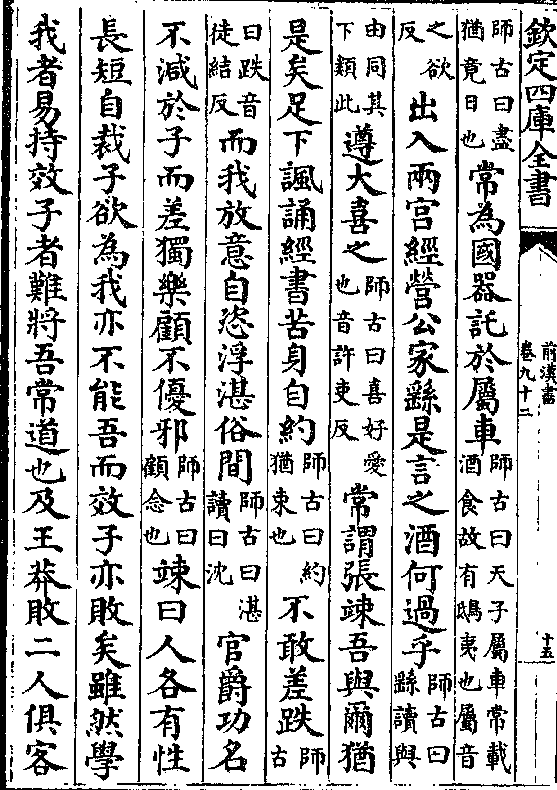 欽定四庫全書
前漢書
卷九十二
十五
師古曰盡猶竟日也常為國器託於屬車師古曰天子屬車常載酒食故有鴟夷也屬音
之欲反出入兩宫經營公家繇是言之酒何過乎師古曰繇讀與
由同其下類此遵大喜之師古曰喜好愛也音許吏反常謂張竦吾與爾猶
是矣足下諷誦經書苦身自約師古曰約猶束也不敢差跌師古
曰跌音徒結反而我放意自恣浮湛俗間師古曰湛讀曰沈官爵功名
不減於子而差獨樂顧不優邪師古曰顧念也竦曰人各有性
長短自裁子欲為我亦不能吾而效子亦敗矣雖然學
我者易持效子者難將吾常道也及王莽敗二人俱客